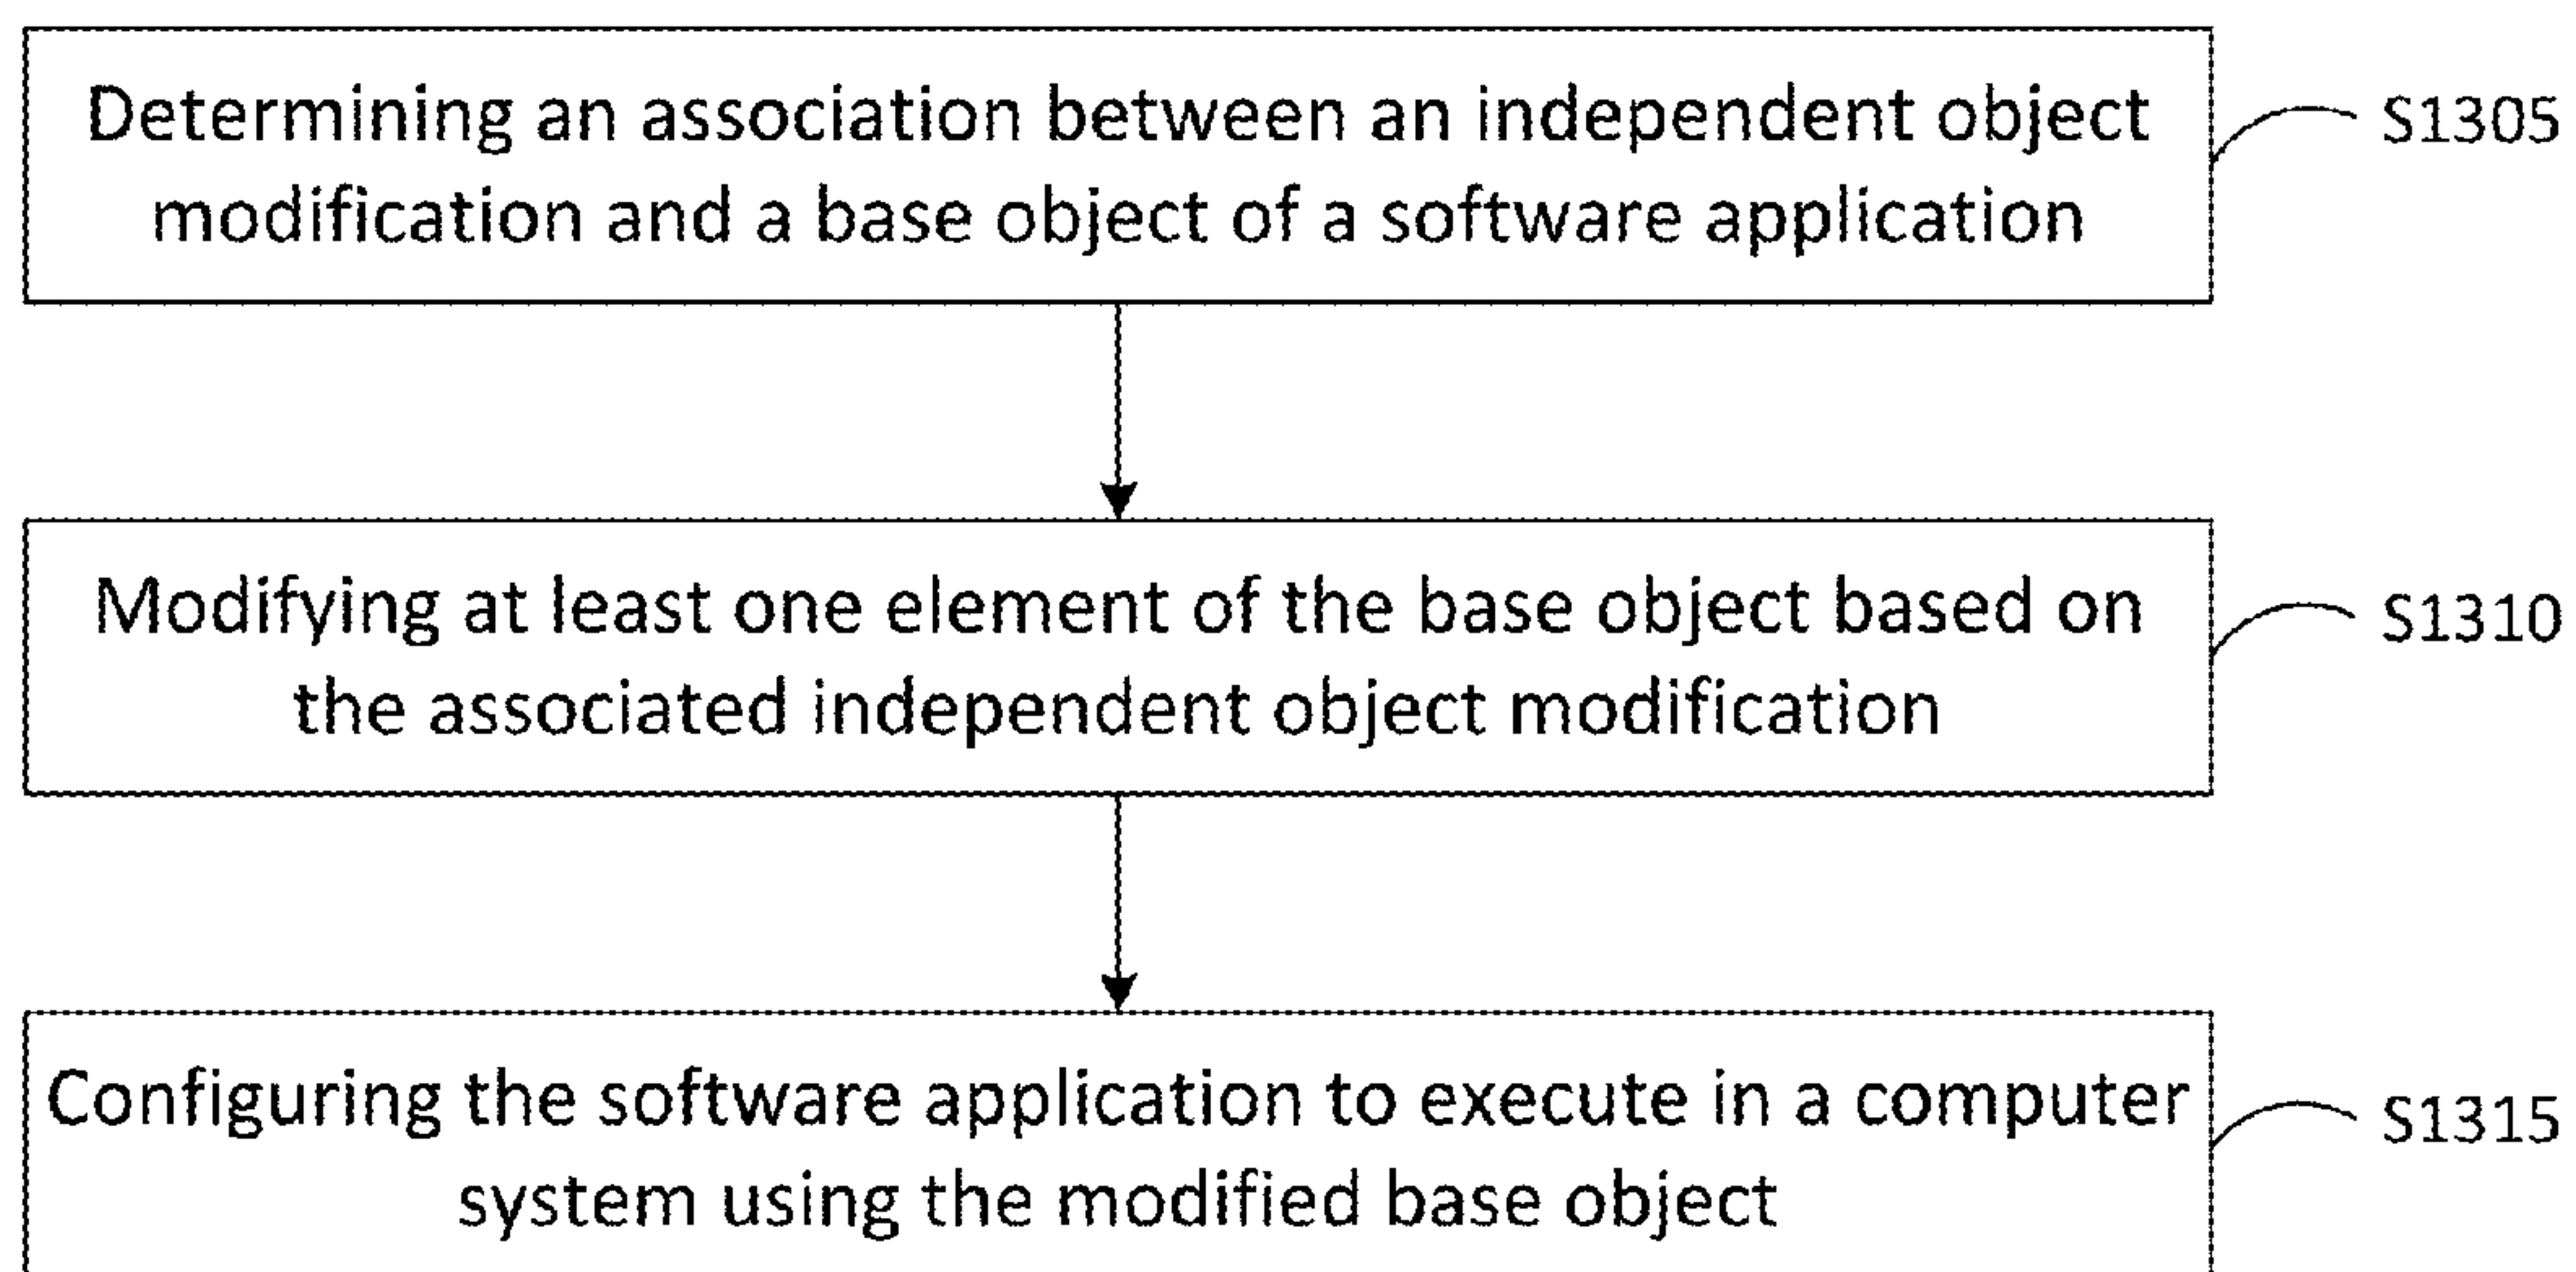 Determining an association between an independent object
modification and a base object of a software application
S1305
Modifying at least one element of the base object based on
the associated independent object modification
S1310
Configuring the software application to execute in a computer
system using the modified base object
S1315